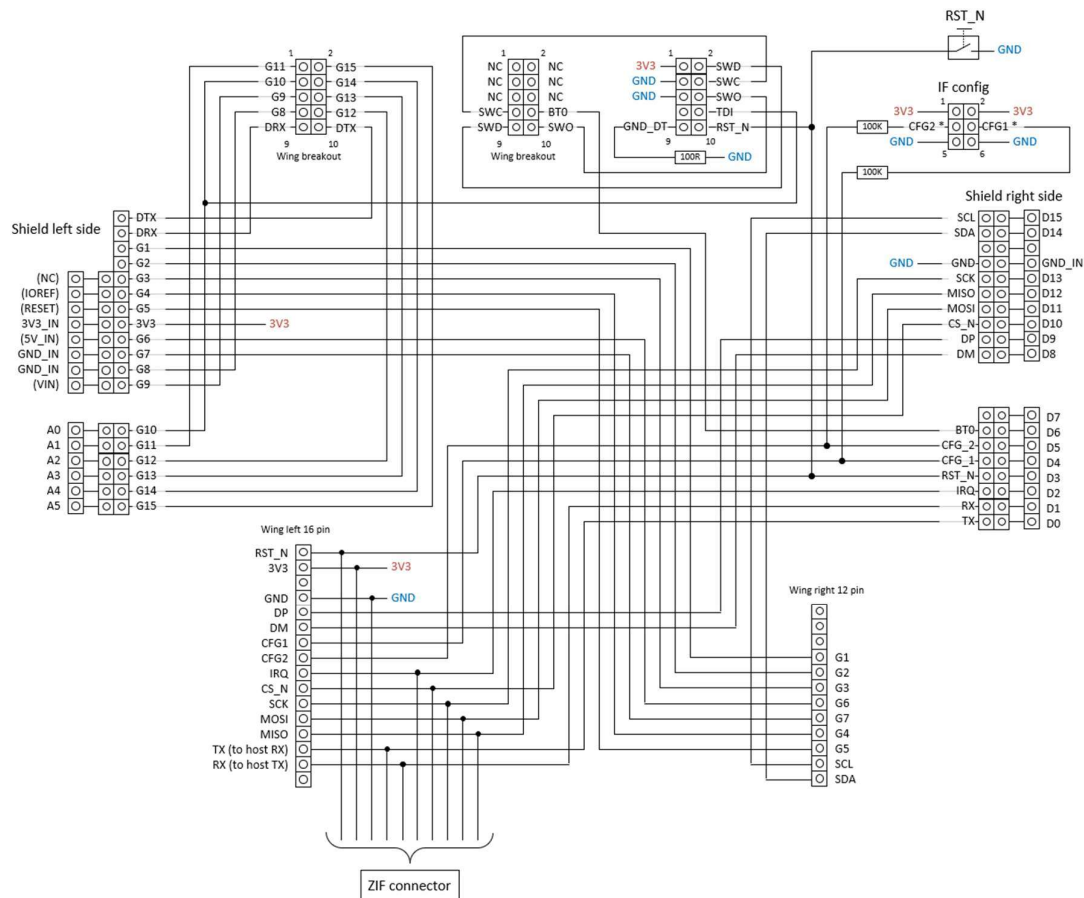 RST_N
GND
1 2
G11 G15
G10 G14
G9 G13
G8 G12
DRX DTX
9 10
Wing breakout
1 2
NC NC
NC NC
NC NC
SWC BT0
SWD SWO
9 10
Wing breakout
1 2
3V3 SWD
GND SWC
GND SWO
TDI
GND_DT RST_N
9 10
100R GND
IF config
1 2
3V3 3V3
100K CFG2 * CFG1 *
GND GND
5 6
100K
Shield left side
DTX
DRX
G1
G2
(NC) G3
(IOREF) G4
(RESET) G5
3V3_IN 3V3 3V3
(5V_IN) G6
GND_IN G7
GND_IN G8
(VIN) G9
A0 G10
A1 G11
A2 G12
A3 G13
A4 G14
A5 G15
Shield right side
SCL D15
SDA D14
GND GND GND_IN
SCK D13
MISO D12
MOSI D11
CS_N D10
DP D9
DM D8
D7
BT0 D6
CFG_2 D5
CFG_1 D4
RST_N D3
IRQ D2
RX D1
TX D0
Wing left 16 pin
RST_N
3V3 3V3
GND GND
DP
DM
CFG1
CFG2
IRQ
CS_N
SCK
MOSI
MISO
TX (to host RX)
RX (to host TX)
Wing right 12 pin
G1
G2
G3
G6
G7
G4
G5
SCL
SDA
ZIF connector